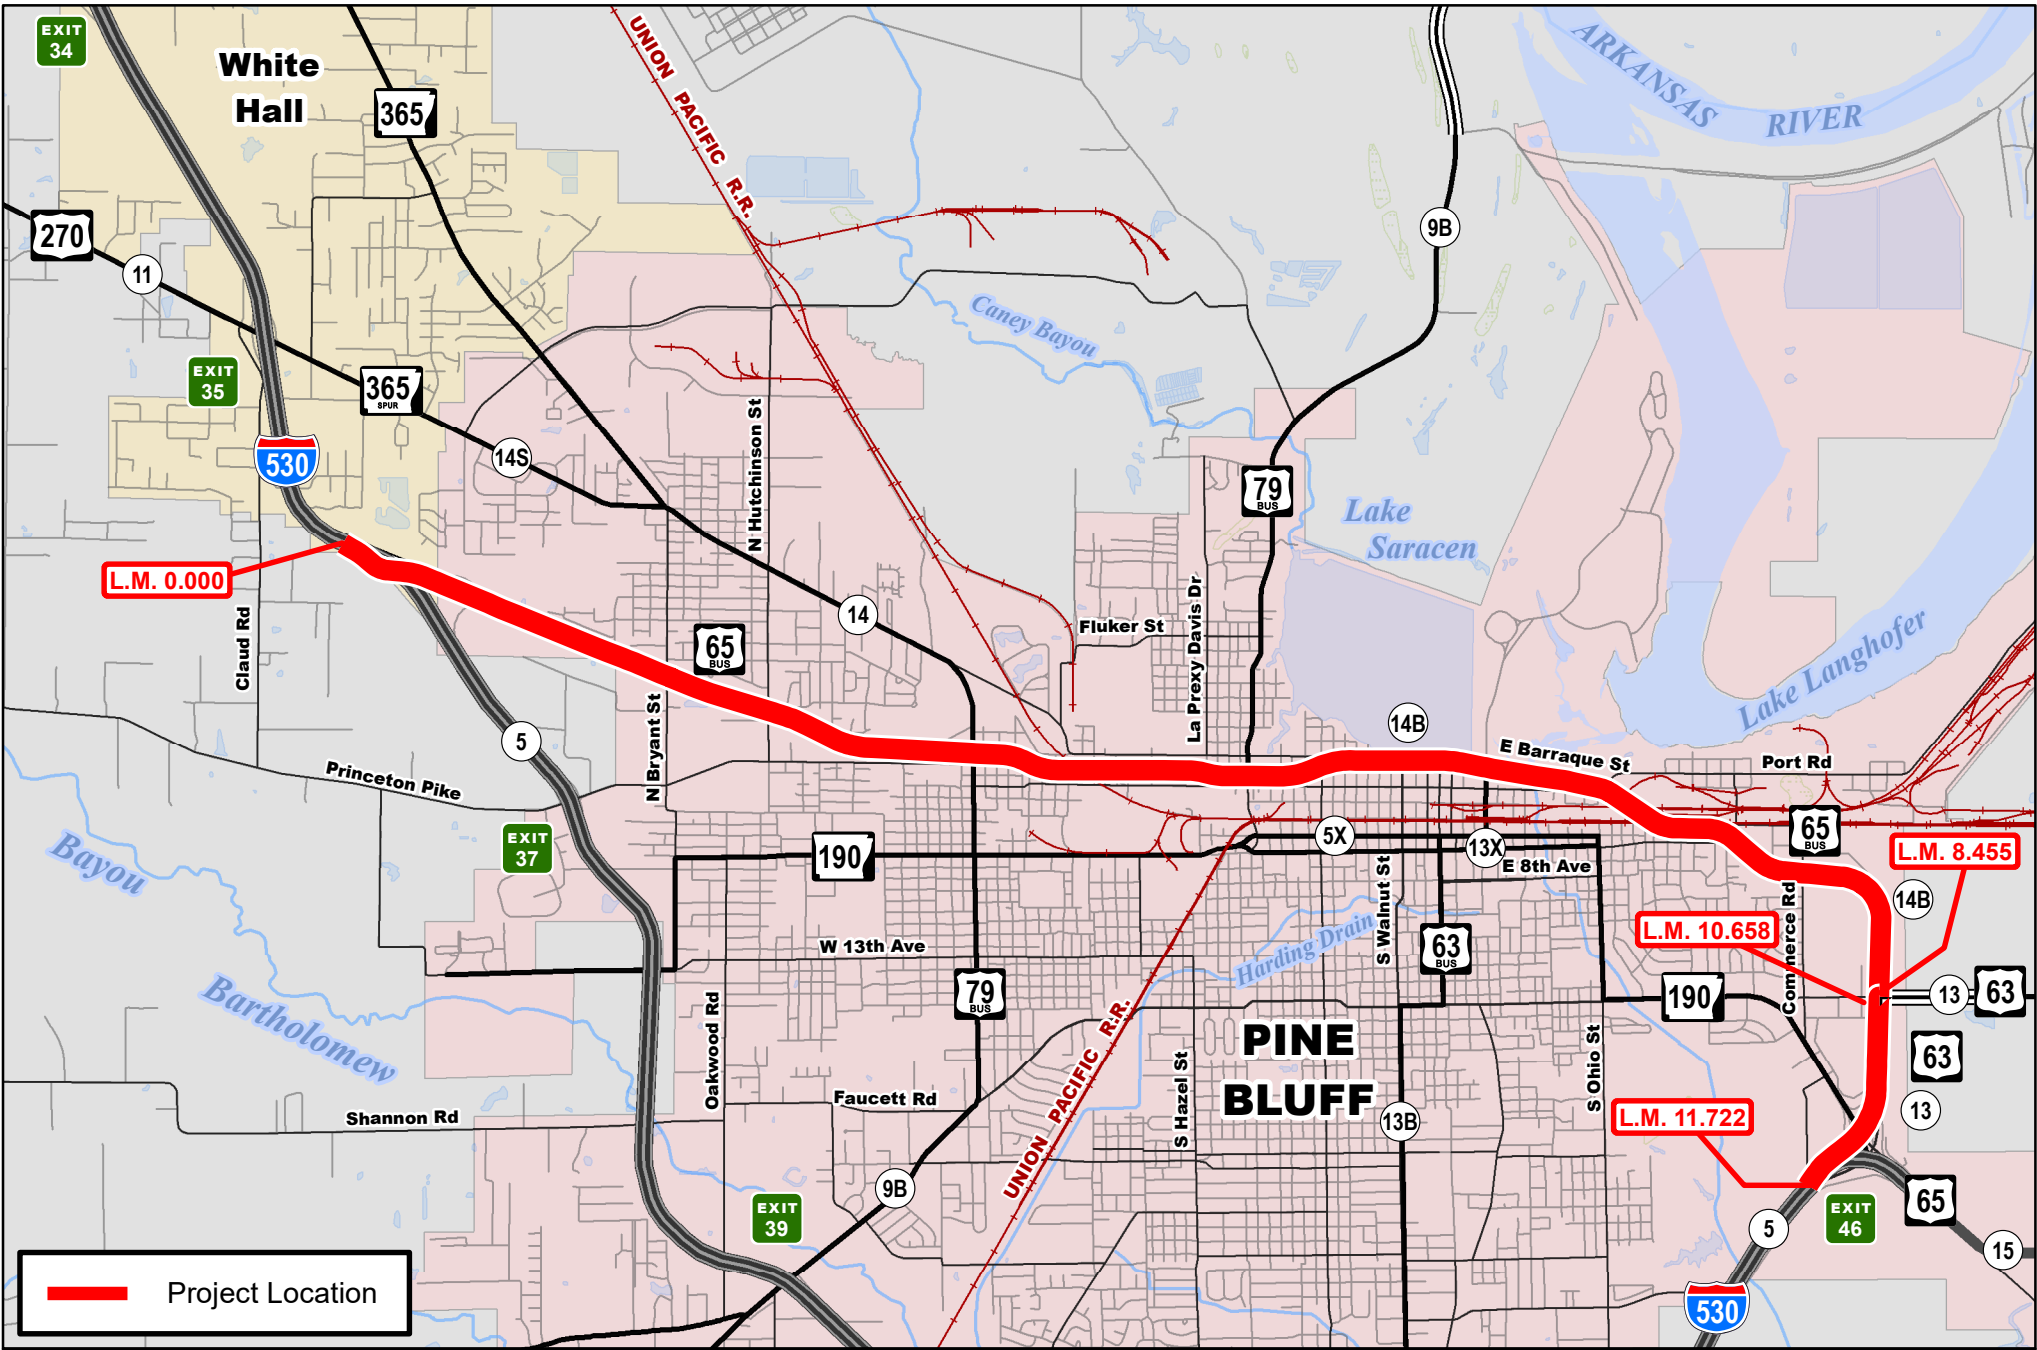 EXIT
34
White
Hall
365
UNION PACIFIC R.R.
ARKANSAS RIVER
270
11
9B
Caney Bayou
EXIT
35
365
SPUR
N Hutchinson St
14S
530
79
BUS
Lake
Saracen
L.M. 0.000
Claud Rd
65
BUS
14
Fluker St
La Prexy Davis Dr
Lake Langhofer
N Bryant St
5
14B
E Barraque St
Port Rd
Princeton Pike
EXIT
37
190
5X
13X
E 8th Ave
65
BUS
L.M. 8.455
Bayou
Bartholomew
W 13th Ave
S Walnut St
Harding Drain
63
BUS
L.M. 10.658
Commerce Rd
14B
79
BUS
190
13
63
Oakwood Rd
UNION PACIFIC R.R.
PINE
BLUFF
S Hazel St
S Ohio St
63
13
Shannon Rd
Faucett Rd
13B
L.M. 11.722
9B
EXIT
39
65
EXIT
46
5
15
530
Project Location